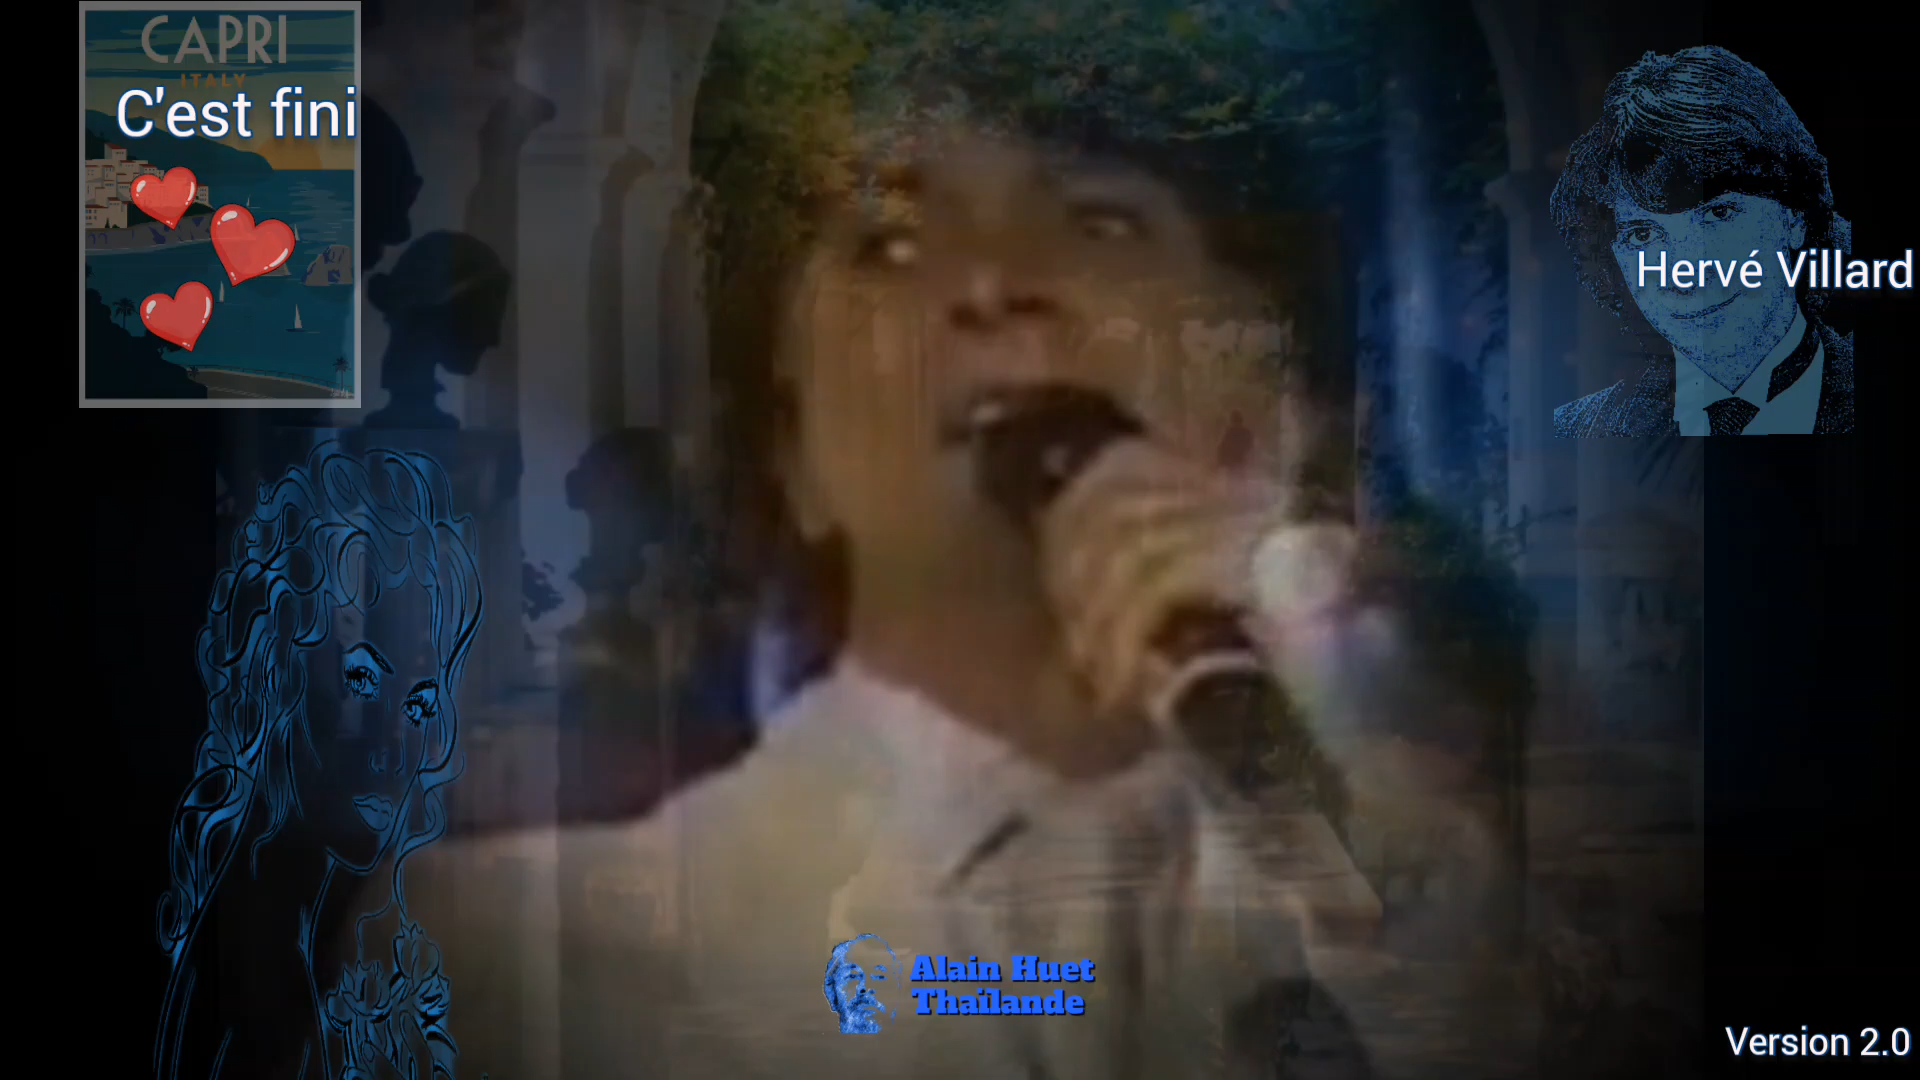 CAPRI
ITALY
C'est fini
Hervé Villard
Alain Huet
Thaïlande
Version 2.0